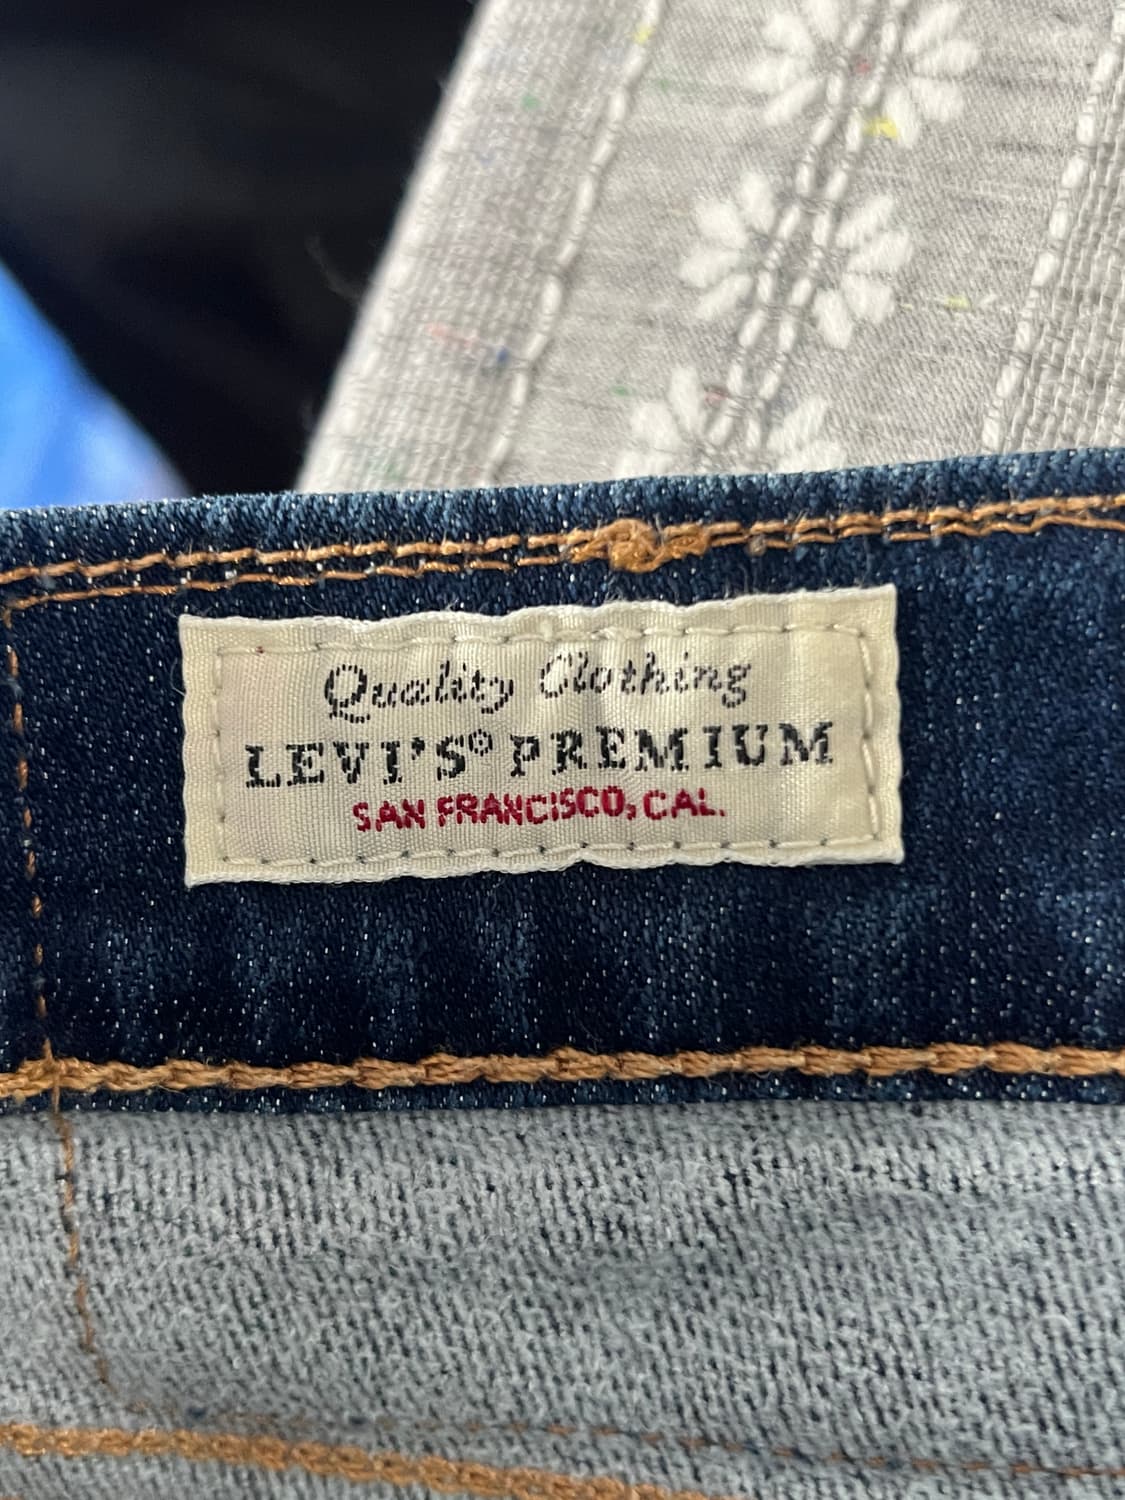 Quality Clothing
LEVI'S® PREMIUM
SAN FRANCISCO, CAL.